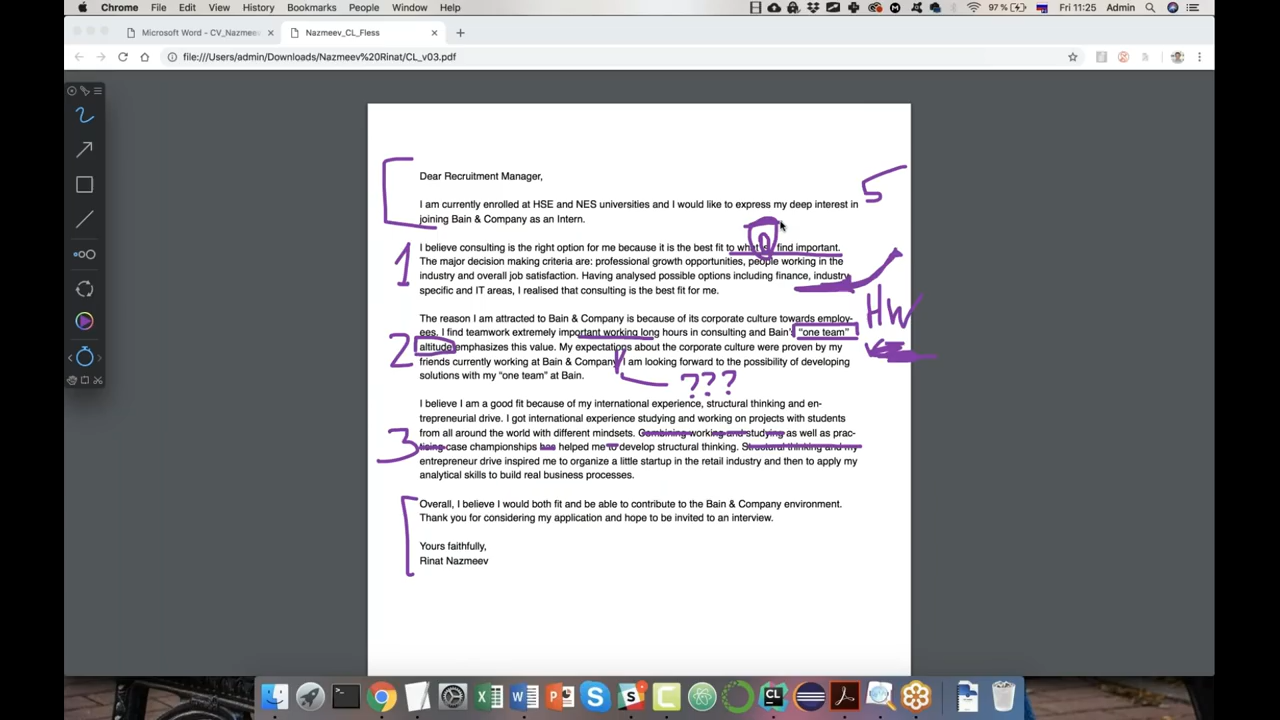 Chrome File Edit View History Bookmarks People Window Help 97 % Fri 11:25 Admin
Microsoft Word - CV_Nazmeev Nazmeev_CL_Fless
file:///Users/admin/Downloads/Nazmeev%20Rinat/CL_v03.pdf
Dear Recruitment Manager,
5
I am currently enrolled at HSE and NES universities and I would like to express my deep interest in
joining Bain & Company as an Intern.
1
I believe consulting is the right option for me because it is the best fit to what find important.
The major decision making criteria are: professional growth opportunities, people working in the
industry and overall job satisfaction. Having analysed possible options including finance, industry
specific and IT areas, I realised that consulting is the best fit for me.
HW
2
The reason I am attracted to Bain & Company is because of its corporate culture towards employ-
ees. I find teamwork extremely important working long hours in consulting and Bain's “one team”
altitude emphasizes this value. My expectations about the corporate culture were proven by my
friends currently working at Bain & Company. I am looking forward to the possibility of developing
solutions with my “one team” at Bain.
???
3
I believe I am a good fit because of my international experience, structural thinking and en-
trepreneurial drive. I got international experience studying and working on projects with students
from all around the world with different mindsets. Combining working and studying as well as prac-
tising case championships has helped me to develop structural thinking. Structural thinking and my
entrepreneur drive inspired me to organize a little startup in the retail industry and then to apply my
analytical skills to build real business processes.
Overall, I believe I would both fit and be able to contribute to the Bain & Company environment.
Thank you for considering my application and hope to be invited to an interview.
Yours faithfully,
Rinat Nazmeev